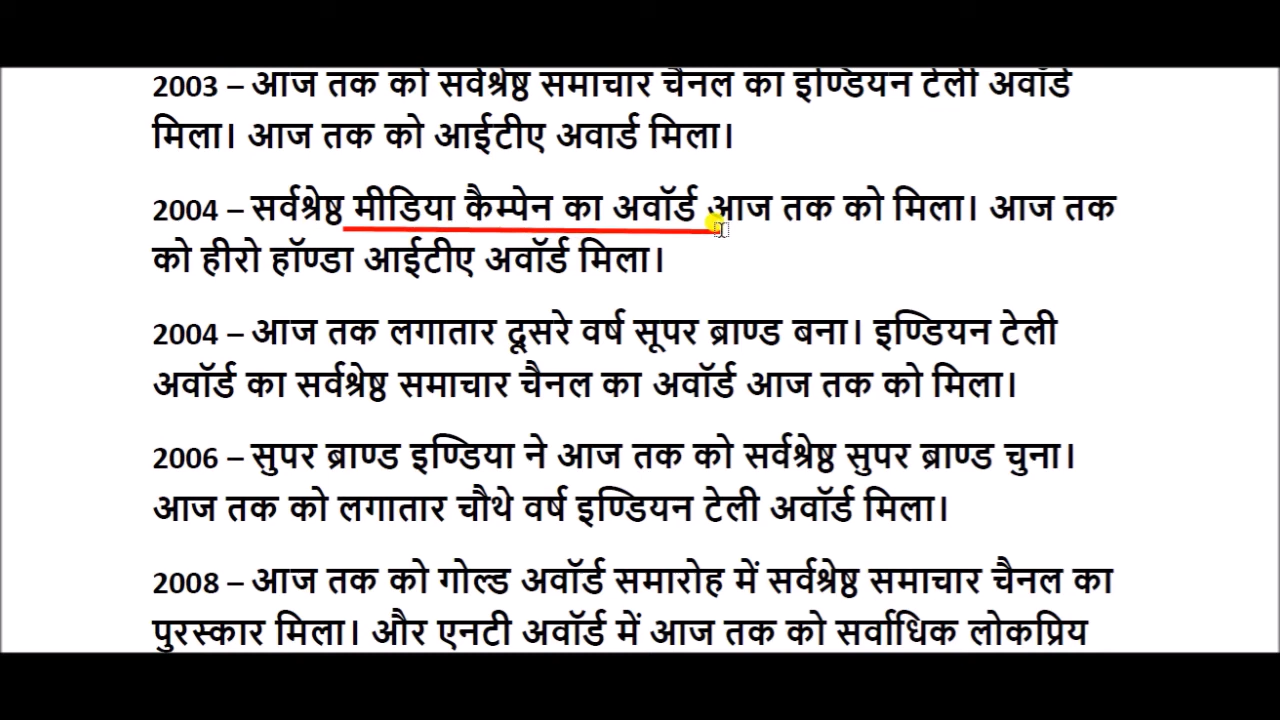 2003 – आज तक को सर्वश्रेष्ठ समाचार चैनल का इण्डियन टेली अवॉर्ड
मिला। आज तक को आईटीए अवार्ड मिला।
2004 – सर्वश्रेष्ठ मीडिया कैम्पेन का अवॉर्ड आज तक को मिला। आज तक
को हीरो हॉण्डा आईटीए अवॉर्ड मिला।
2004 – आज तक लगातार दूसरे वर्ष सूपर ब्राण्ड बना। इण्डियन टेली
अवॉर्ड का सर्वश्रेष्ठ समाचार चैनल का अवॉर्ड आज तक को मिला।
2006 – सुपर ब्राण्ड इण्डिया ने आज तक को सर्वश्रेष्ठ सुपर ब्राण्ड चुना।
आज तक को लगातार चौथे वर्ष इण्डियन टेली अवॉर्ड मिला।
2008 – आज तक को गोल्ड अवॉर्ड समारोह में सर्वश्रेष्ठ समाचार चैनल का
पुरस्कार मिला। और एनटी अवॉर्ड में आज तक को सर्वाधिक लोकप्रिय